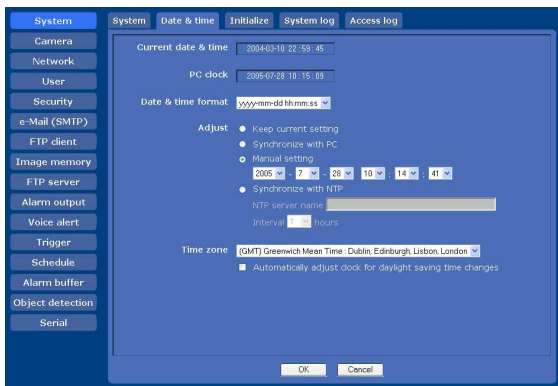 System
Camera
Network
User
Security
e-Mail (SMTP)
FTP client
Image memory
FTP server
Alarm output
Voice alert
Trigger
Schedule
Alarm buffer
Object detection
Serial
System Date & time Initialize System log Access log
Current date & time 2004-03-10 22:59:45
PC clock 2005-07-28 10:15:09
Date & time format yyyy-mm-dd hh:mm:ss
Adjust Keep current setting
Synchronize with PC
Manual setting
2005 - 7 - 28 10 : 14 : 41
Synchronize with NTP
NTP server name
Interval 1 hours
Time zone (GMT) Greenwich Mean Time : Dublin, Edinburgh, Lisbon, London
Automatically adjust clock for daylight saving time changes
OK Cancel